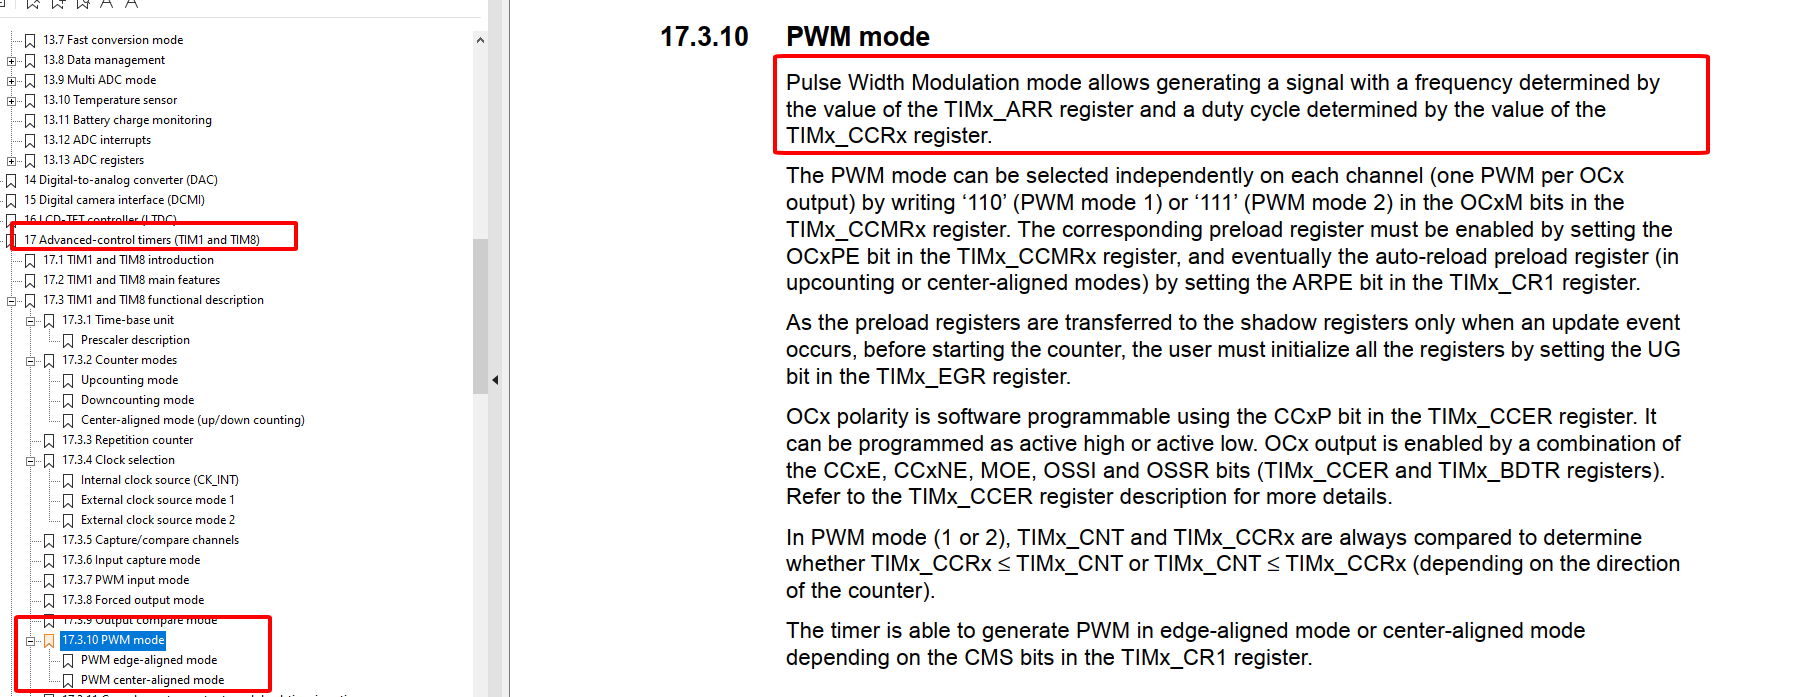 13.7 Fast conversion mode
13.8 Data management
13.9 Multi ADC mode
13.10 Temperature sensor
13.11 Battery charge monitoring
13.12 ADC interrupts
13.13 ADC registers
14 Digital-to-analog converter (DAC)
15 Digital camera interface (DCMI)
16 LCD-TFT controller (LTDC)
17 Advanced-control timers (TIM1 and TIM8)
17.1 TIM1 and TIM8 introduction
17.2 TIM1 and TIM8 main features
17.3 TIM1 and TIM8 functional description
17.3.1 Time-base unit
Prescaler description
17.3.2 Counter modes
Upcounting mode
Downcounting mode
Center-aligned mode (up/down counting)
17.3.3 Repetition counter
17.3.4 Clock selection
Internal clock source (CK_INT)
External clock source mode 1
External clock source mode 2
17.3.5 Capture/compare channels
17.3.6 Input capture mode
17.3.7 PWM input mode
17.3.8 Forced output mode
17.3.9 Output compare mode
17.3.10 PWM mode
PWM edge-aligned mode
PWM center-aligned mode
17.3.10 PWM mode
Pulse Width Modulation mode allows generating a signal with a frequency determined by
the value of the TIMx_ARR register and a duty cycle determined by the value of the
TIMx_CCRx register.
The PWM mode can be selected independently on each channel (one PWM per OCx
output) by writing ‘110’ (PWM mode 1) or ‘111’ (PWM mode 2) in the OCxM bits in the
TIMx_CCMRx register. The corresponding preload register must be enabled by setting the
OCxPE bit in the TIMx_CCMRx register, and eventually the auto-reload preload register (in
upcounting or center-aligned modes) by setting the ARPE bit in the TIMx_CR1 register.
As the preload registers are transferred to the shadow registers only when an update event
occurs, before starting the counter, the user must initialize all the registers by setting the UG
bit in the TIMx_EGR register.
OCx polarity is software programmable using the CCxP bit in the TIMx_CCER register. It
can be programmed as active high or active low. OCx output is enabled by a combination of
the CCxE, CCxNE, MOE, OSSI and OSSR bits (TIMx_CCER and TIMx_BDTR registers).
Refer to the TIMx_CCER register description for more details.
In PWM mode (1 or 2), TIMx_CNT and TIMx_CCRx are always compared to determine
whether TIMx_CCRx ≤ TIMx_CNT or TIMx_CNT ≤ TIMx_CCRx (depending on the direction
of the counter).
The timer is able to generate PWM in edge-aligned mode or center-aligned mode
depending on the CMS bits in the TIMx_CR1 register.